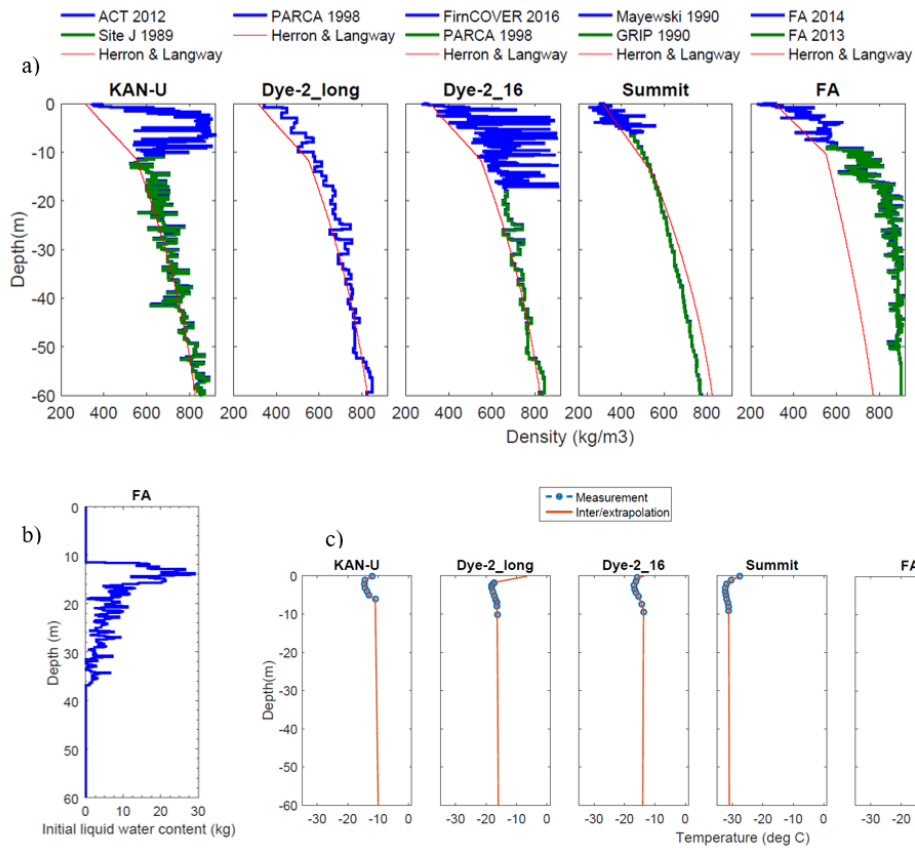 ACT 2012 PARCA 1998 FirnCOVER 2016 Mayewski 1990 FA 2014
Site J 1989 Herron & Langway PARCA 1998 GRIP 1990 FA 2013
Herron & Langway Herron & Langway Herron & Langway Herron & Langway
a)
KAN-U Dye-2_long Dye-2_16 Summit FA
0
-10
-20
-30
-40
-50
-60
Depth(m)
200 400 600 800 200 400 600 800 200 400 600 800 200 400 600 800 200 400 600 800
Density (kg/m3)
b)
FA
0
10
20
30
40
50
60
Depth (m)
0 10 20 30
Initial liquid water content (kg)
Measurement
Inter/extrapolation
c)
KAN-U Dye-2_long Dye-2_16 Summit FA
0
-10
-20
-30
-40
-50
-60
Depth(m)
-30 -20 -10 0 -30 -20 -10 0 -30 -20 -10 0 -30 -20 -10 0 -30 -20 -10
Temperature (deg C)